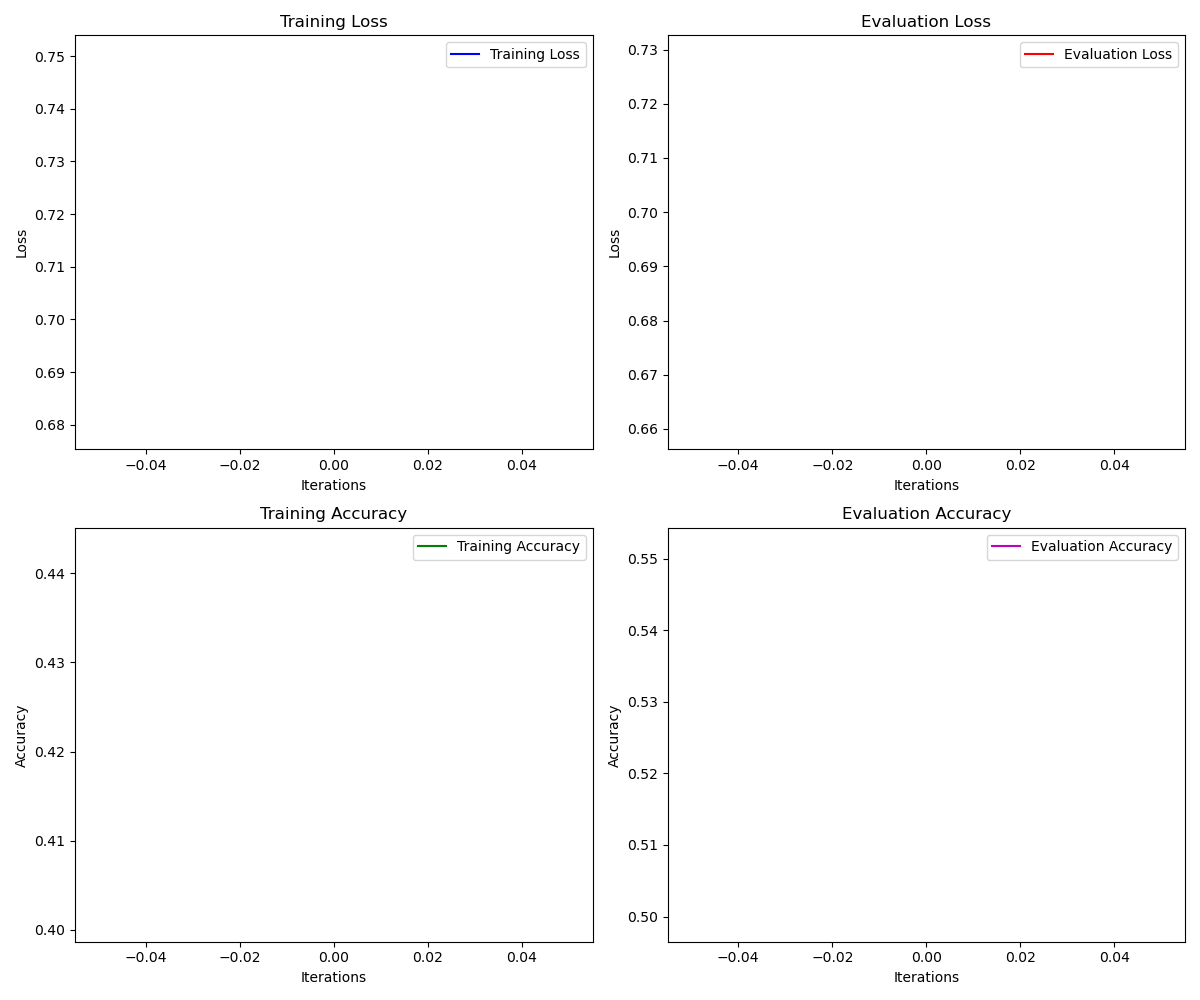 Training Loss
Training Loss
0.75
0.74
0.73
0.72
0.71
0.70
0.69
0.68
Loss
−0.04 −0.02 0.00 0.02 0.04
Iterations
Evaluation Loss
Evaluation Loss
0.73
0.72
0.71
0.70
0.69
0.68
0.67
0.66
Loss
−0.04 −0.02 0.00 0.02 0.04
Iterations
Training Accuracy
Training Accuracy
0.44
0.43
0.42
0.41
0.40
Accuracy
−0.04 −0.02 0.00 0.02 0.04
Iterations
Evaluation Accuracy
Evaluation Accuracy
0.55
0.54
0.53
0.52
0.51
0.50
Accuracy
−0.04 −0.02 0.00 0.02 0.04
Iterations